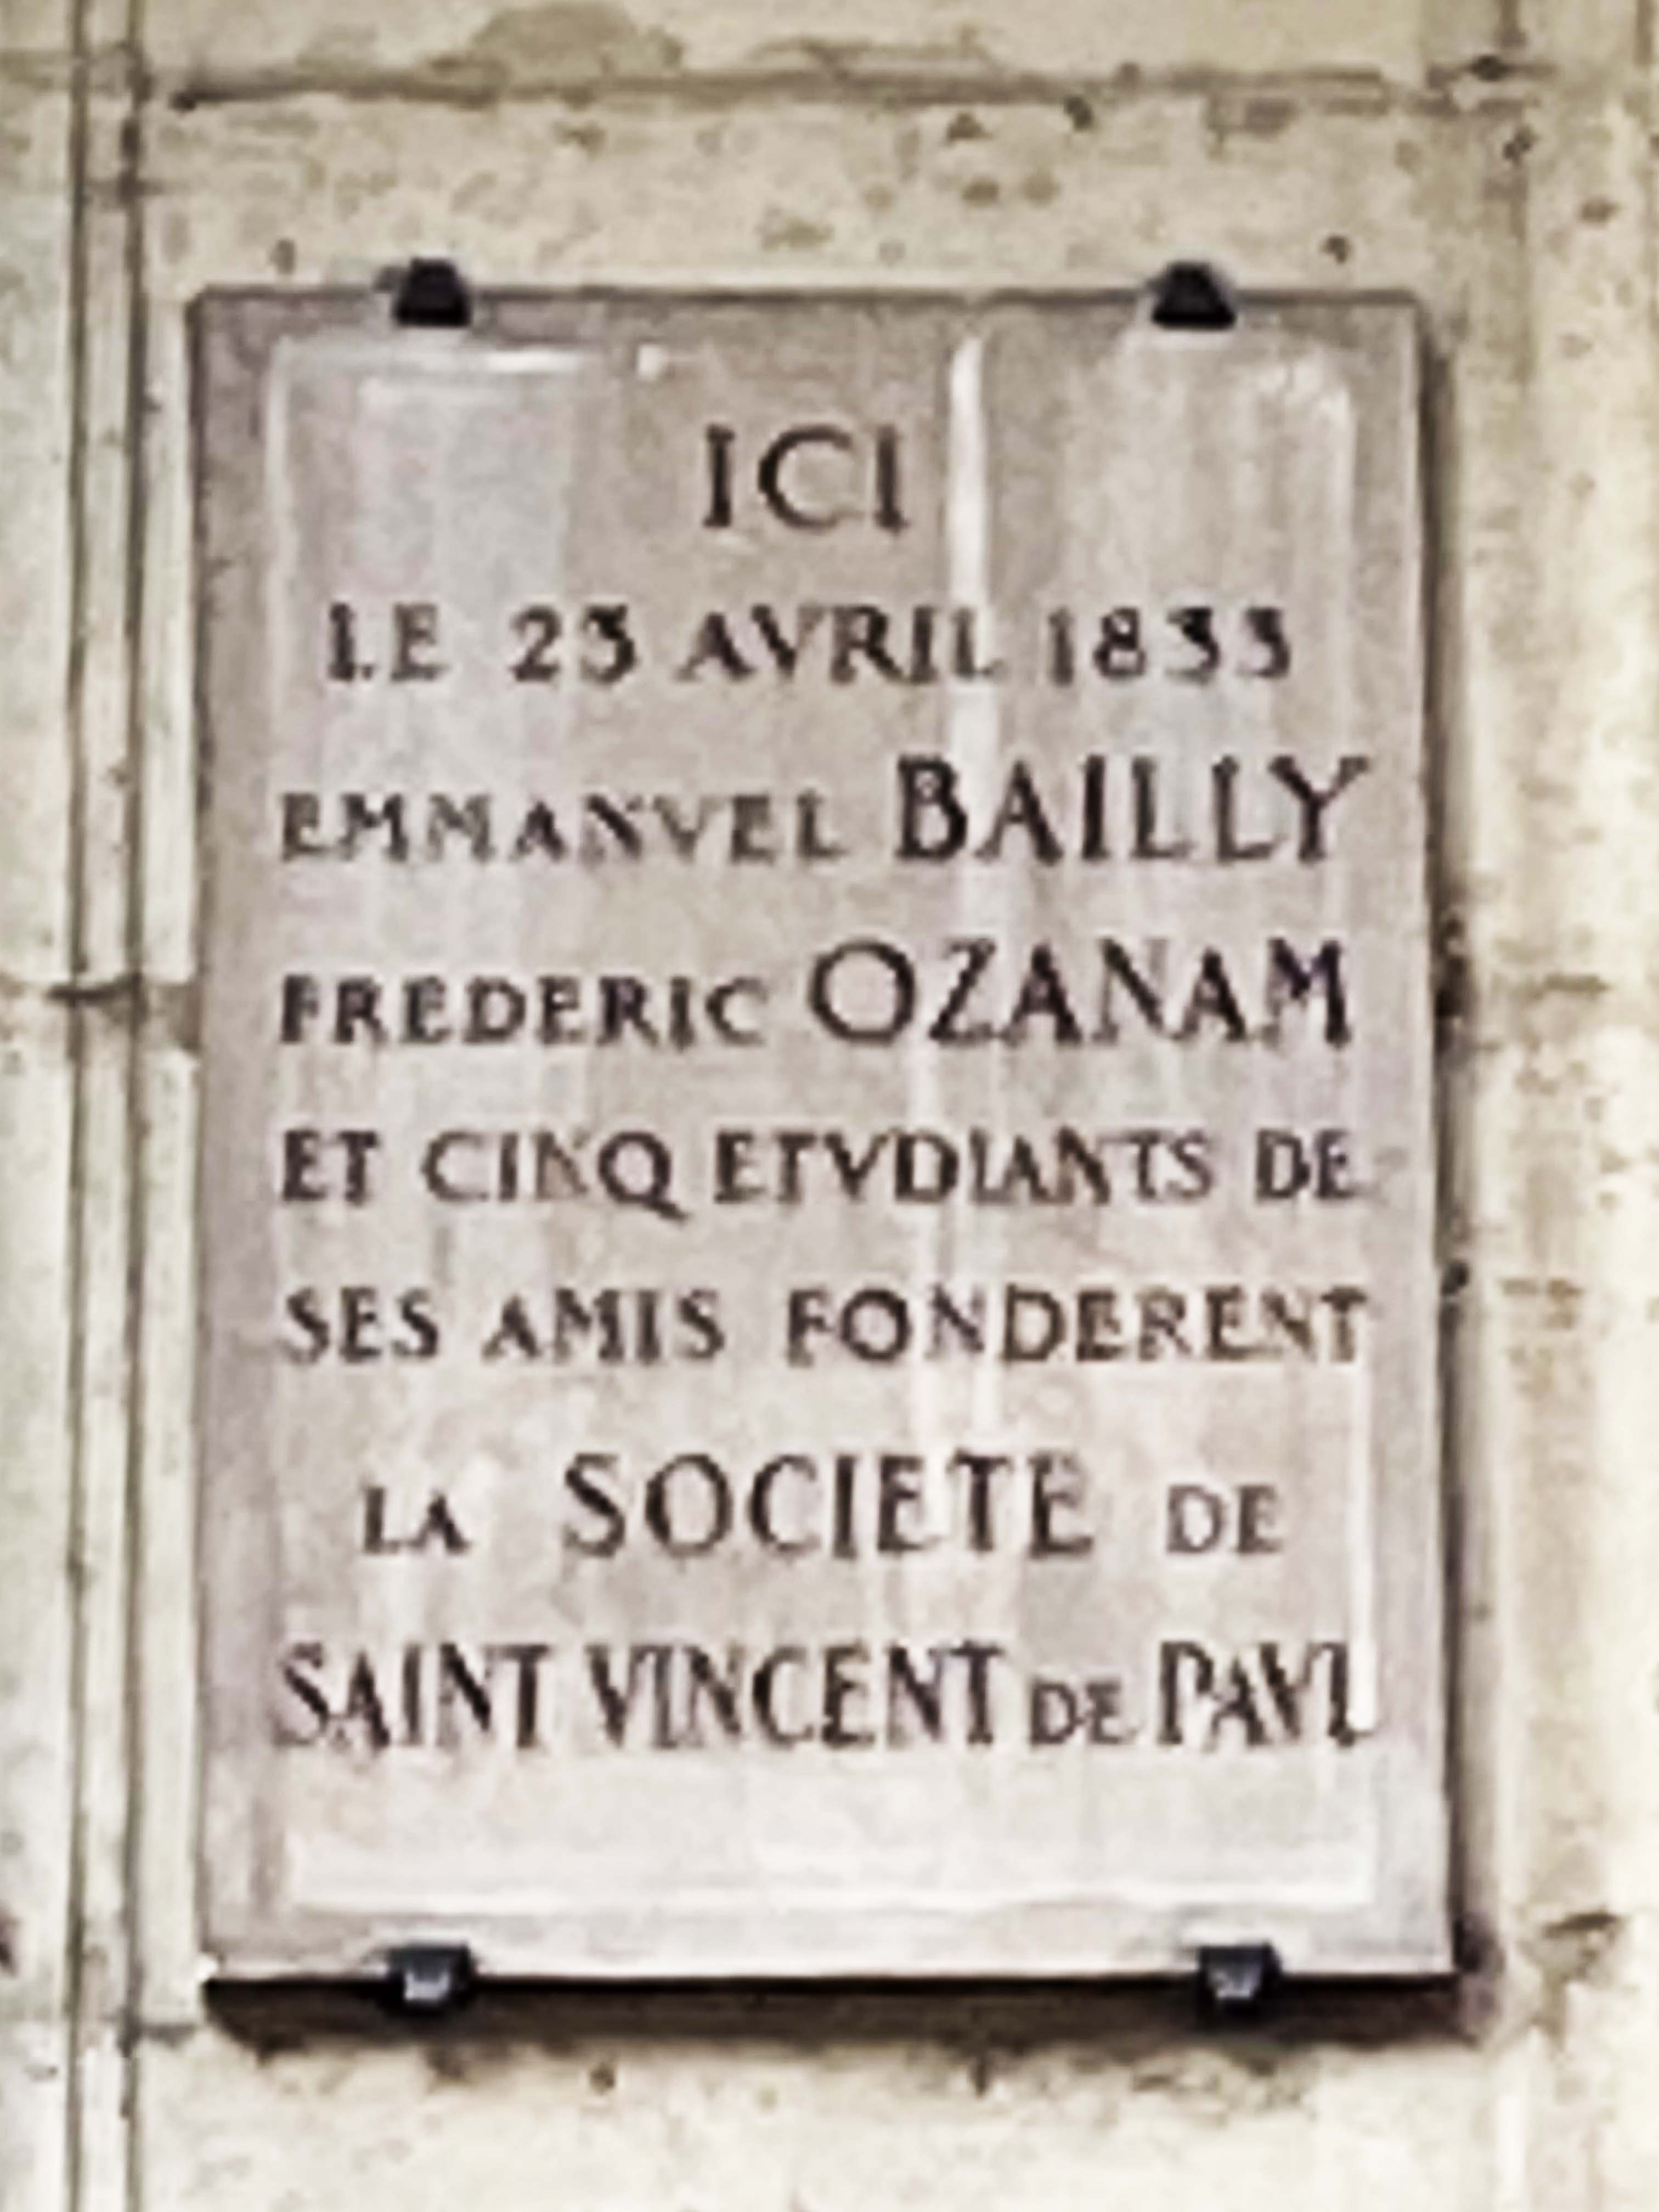 ICI
LE 23 AVRIL 1833
EMMANVEL BAILLY
FREDERIC OZANAM
ET CINQ ETVDIANTS DE
SES AMIS FONDERENT
LA SOCIETE DE
SAINT VINCENT DE PAVL